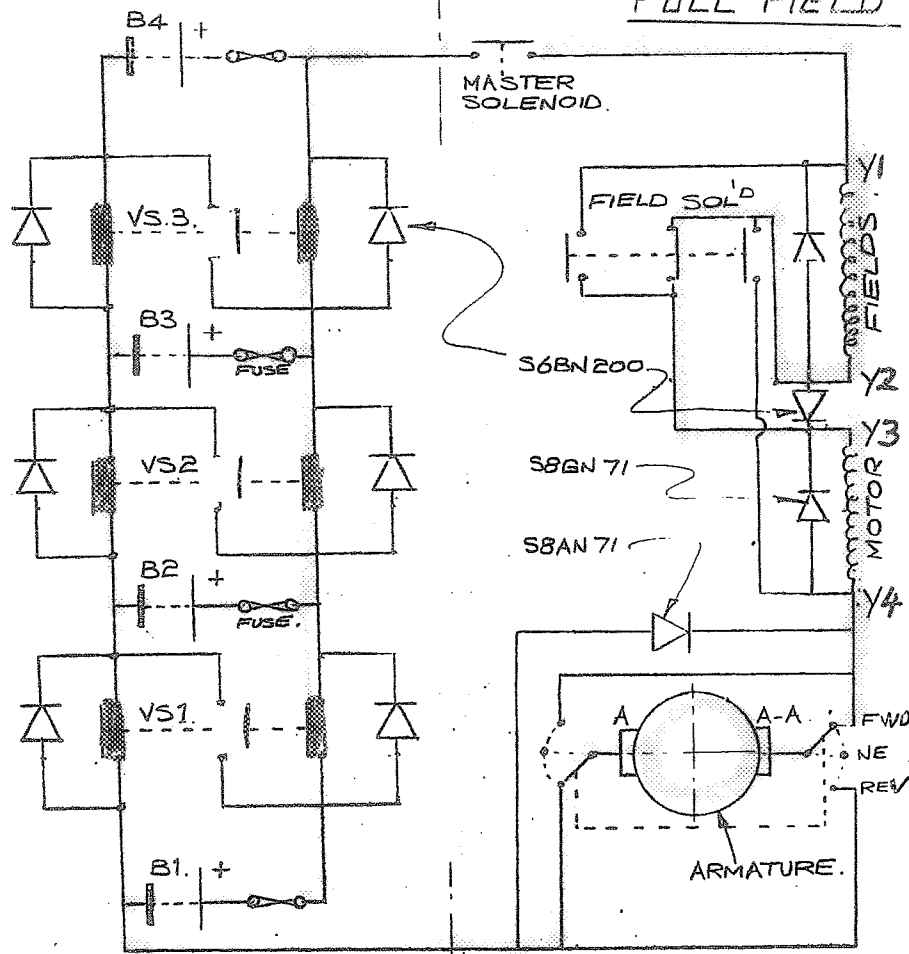 FULL FIELD
B4 +
MASTER
SOLENOID.
Y1
VS.3.
FIELD SOL'D
FIELDS
B3 +
FUSE
S6BN200
Y2
Y3
VS2
S8GN71
MOTOR
S8AN71
B2 +
FUSE.
Y4
VS1.
A
A-A
FWD
NE
REV
B1. +
ARMATURE.